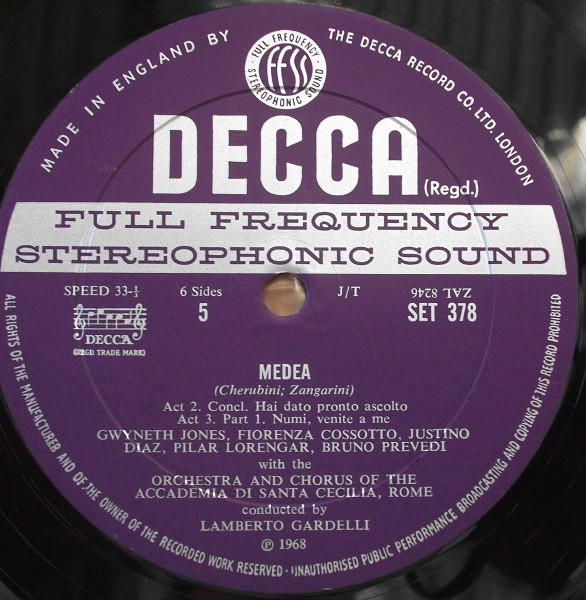 MADE IN ENGLAND BY
THE DECCA RECORD CO. LTD. LONDON
FULL FREQUENCY
FFSS
STEREOPHONIC SOUND
DECCA (Regd.)
FULL FREQUENCY
STEREOPHONIC SOUND
SPEED 33-⅓
6 Sides
5
J/T
ZAL 8246
SET 378
DECCA
(REGD. TRADE MARK)
MEDEA
(Cherubini; Zangarini)
Act 2. Concl. Hai dato pronto ascolto
Act 3. Part 1. Numi, venite a me
GWYNETH JONES, FIORENZA COSSOTTO, JUSTINO
DIAZ, PILAR LORENGAR, BRUNO PREVEDI
with the
ORCHESTRA AND CHORUS OF THE
ACCADEMIA DI SANTA CECILIA, ROME
conducted by
LAMBERTO GARDELLI
℗ 1968
ALL RIGHTS OF THE MANUFACTURER AND OF THE OWNER OF THE RECORDED WORK RESERVED · UNAUTHORISED PUBLIC PERFORMANCE BROADCASTING AND COPYING OF THIS RECORD PROHIBITED